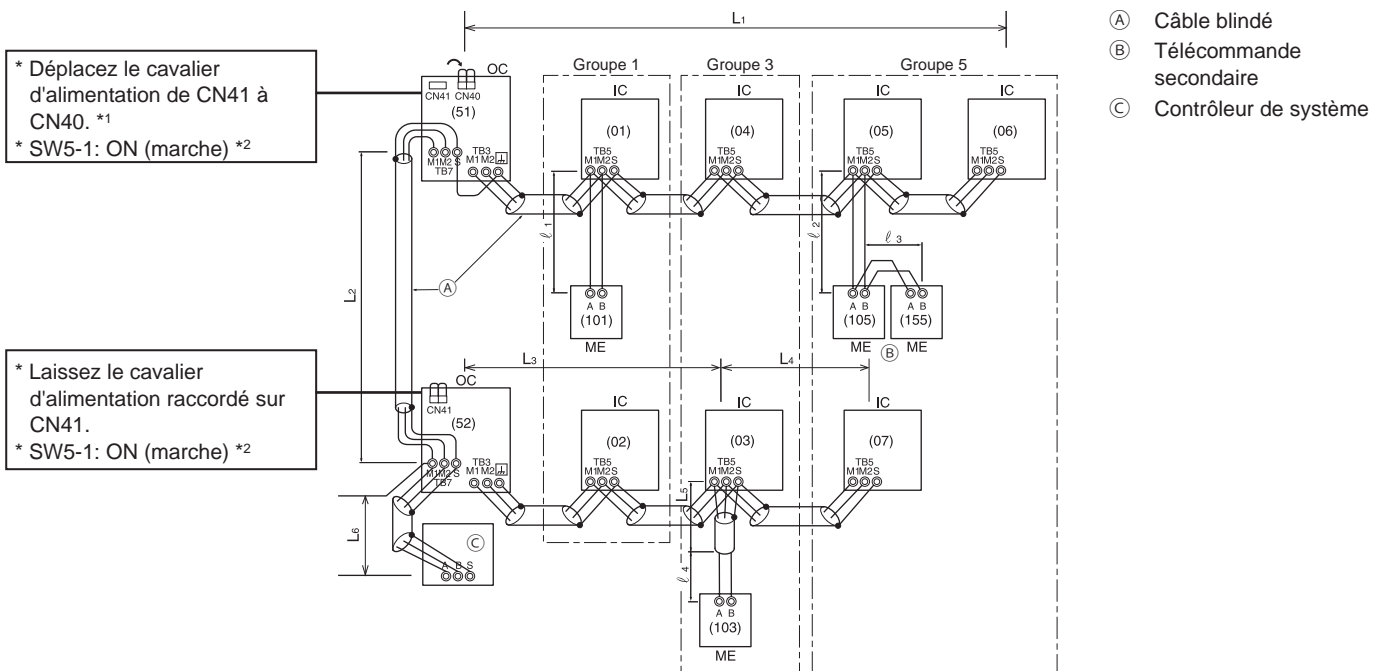 L1
Ⓐ Câble blindé
Ⓑ Télécommande
secondaire
Ⓒ Contrôleur de système
* Déplacez le cavalier
d'alimentation de CN41 à
CN40. *1
* SW5-1: ON (marche) *2
OC
CN41 CN40
(51)
M1M2 S
TB7
TB3
M1 M2
Groupe 1
Groupe 3
Groupe 5
IC
(01)
TB5
M1M2S
IC
(04)
TB5
M1M2S
IC
(05)
TB5
M1M2S
IC
(06)
TB5
M1M2S
L2
Ⓐ
ℓ 1
ℓ 2
ℓ 3
A B
(101)
ME
A B
(105)
ME
Ⓑ
A B
(155)
ME
L3
L4
* Laissez le cavalier
d'alimentation raccordé sur
CN41.
* SW5-1: ON (marche) *2
OC
CN41
(52)
M1M2 S
TB7
TB3
M1 M2
IC
(02)
TB5
M1M2S
IC
(03)
TB5
M1M2S
IC
(07)
TB5
M1M2S
L5
L6
Ⓒ
A B S
ℓ 4
A B
(103)
ME